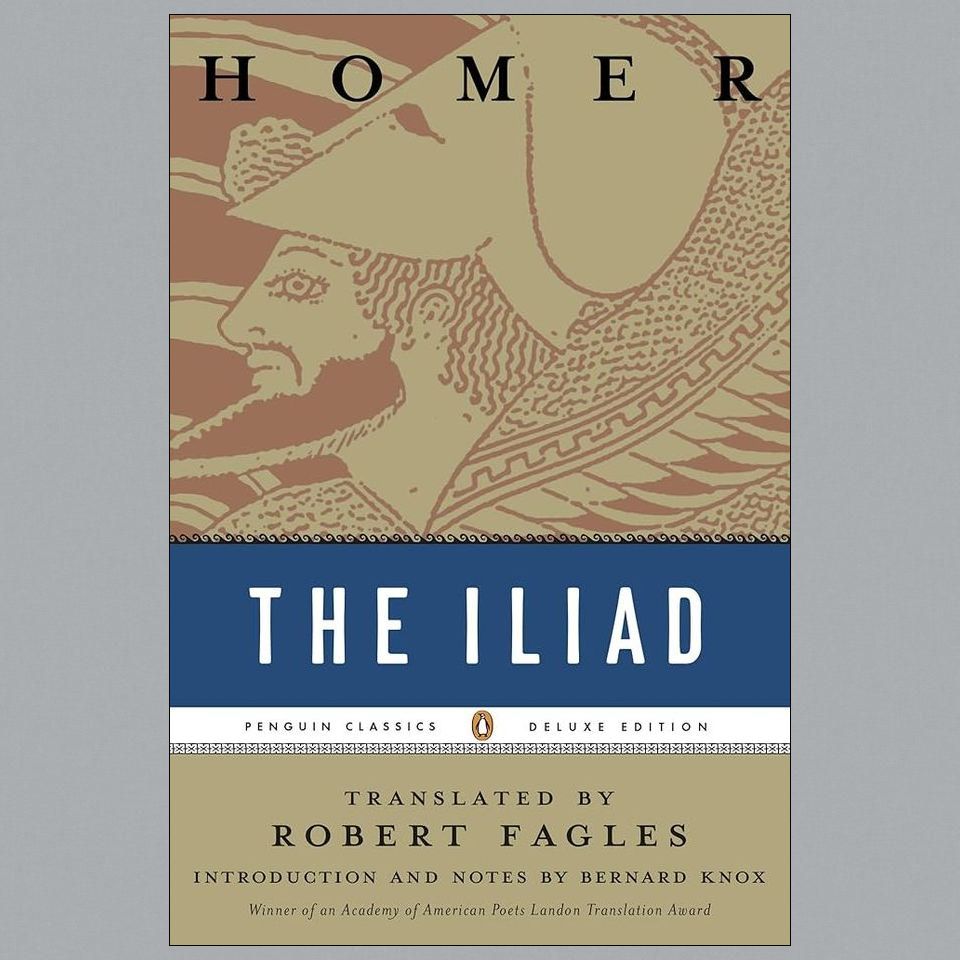 HOMER
THE ILIAD
PENGUIN CLASSICS DELUXE EDITION
TRANSLATED BY
ROBERT FAGLES
INTRODUCTION AND NOTES BY BERNARD KNOX
Winner of an Academy of American Poets Landon Translation Award